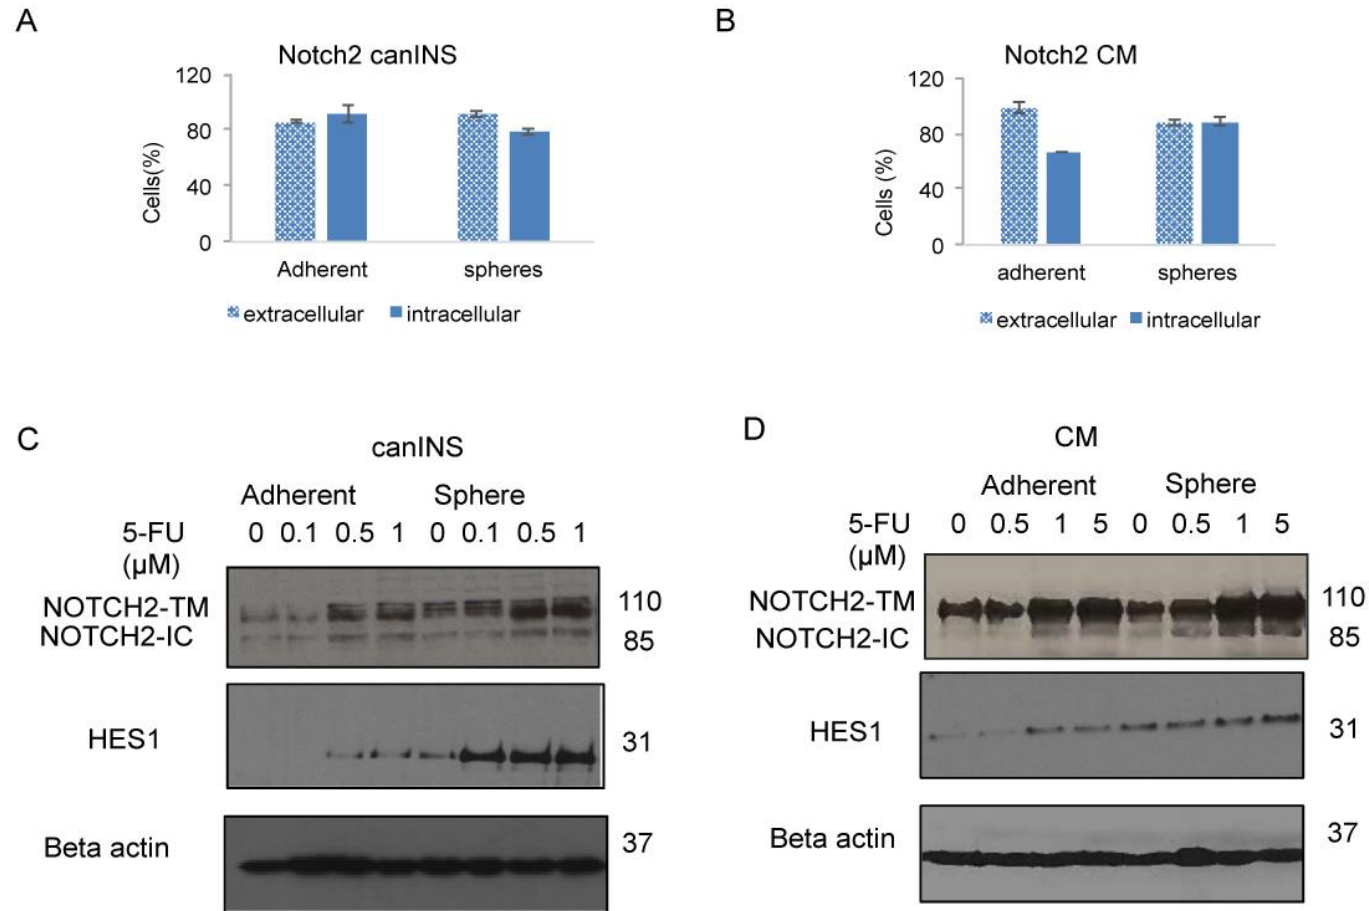 A
Notch2 canINS
120
80
40
0
Cells(%)
Adherent spheres
extracellular intracellular
B
Notch2 CM
120
80
40
0
Cells (%)
adherent spheres
extracellular intracellular
C
canINS
Adherent Sphere
5-FU 0 0.1 0.5 1 0 0.1 0.5 1
(µM)
NOTCH2-TM 110
NOTCH2-IC 85
HES1 31
Beta actin 37
D
CM
Adherent Sphere
5-FU 0 0.5 1 5 0 0.5 1 5
(µM)
NOTCH2-TM 110
NOTCH2-IC 85
HES1 31
Beta actin 37